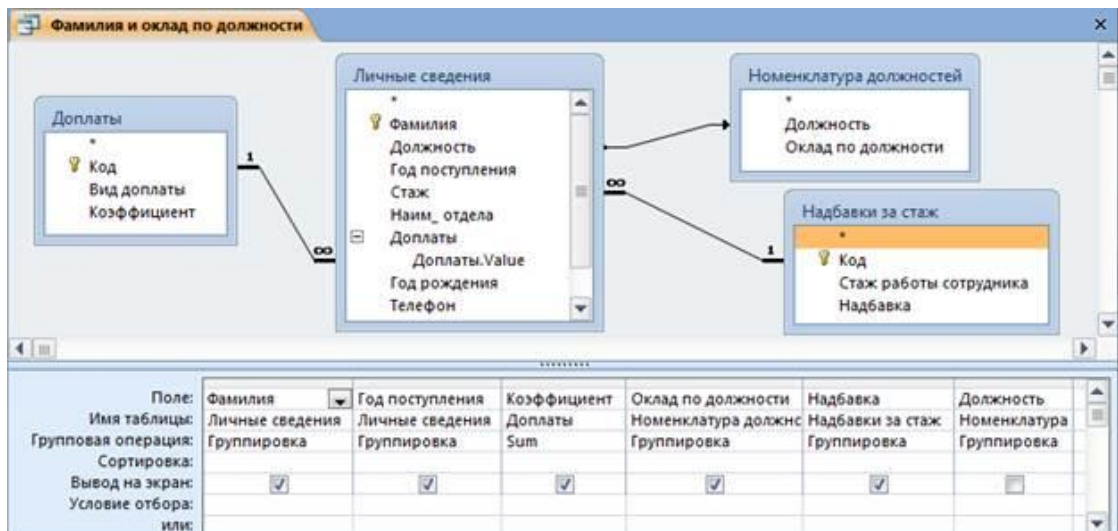 Фамилия и оклад по должности
Доплаты
*
Код
Вид доплаты
Коэффициент
1
∞
Личные сведения
*
Фамилия
Должность
Год поступления
Стаж
Наим_ отдела
Доплаты
Доплаты.Value
Год рождения
Телефон
∞
1
Номенклатура должностей
*
Должность
Оклад по должности
Надбавки за стаж
*
Код
Стаж работы сотрудника
Надбавка
Поле: Фамилия Год поступления Коэффициент Оклад по должности Надбавка Должность
Имя таблицы: Личные сведения Личные сведения Доплаты Номенклатура должнс Надбавки за стаж Номенклатура
Групповая операция: Группировка Группировка Sum Группировка Группировка Группировка
Сортировка:
Вывод на экран:
Условие отбора:
или: